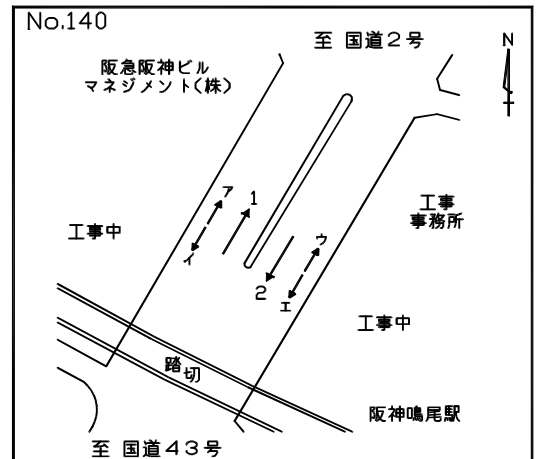 No.140
至 国道2号
N
阪急阪神ビル
マネジメント(株)
ア
1
工事
事務所
工事中
イ
ウ
2
エ
工事中
踏切
阪神鳴尾駅
至 国道43号